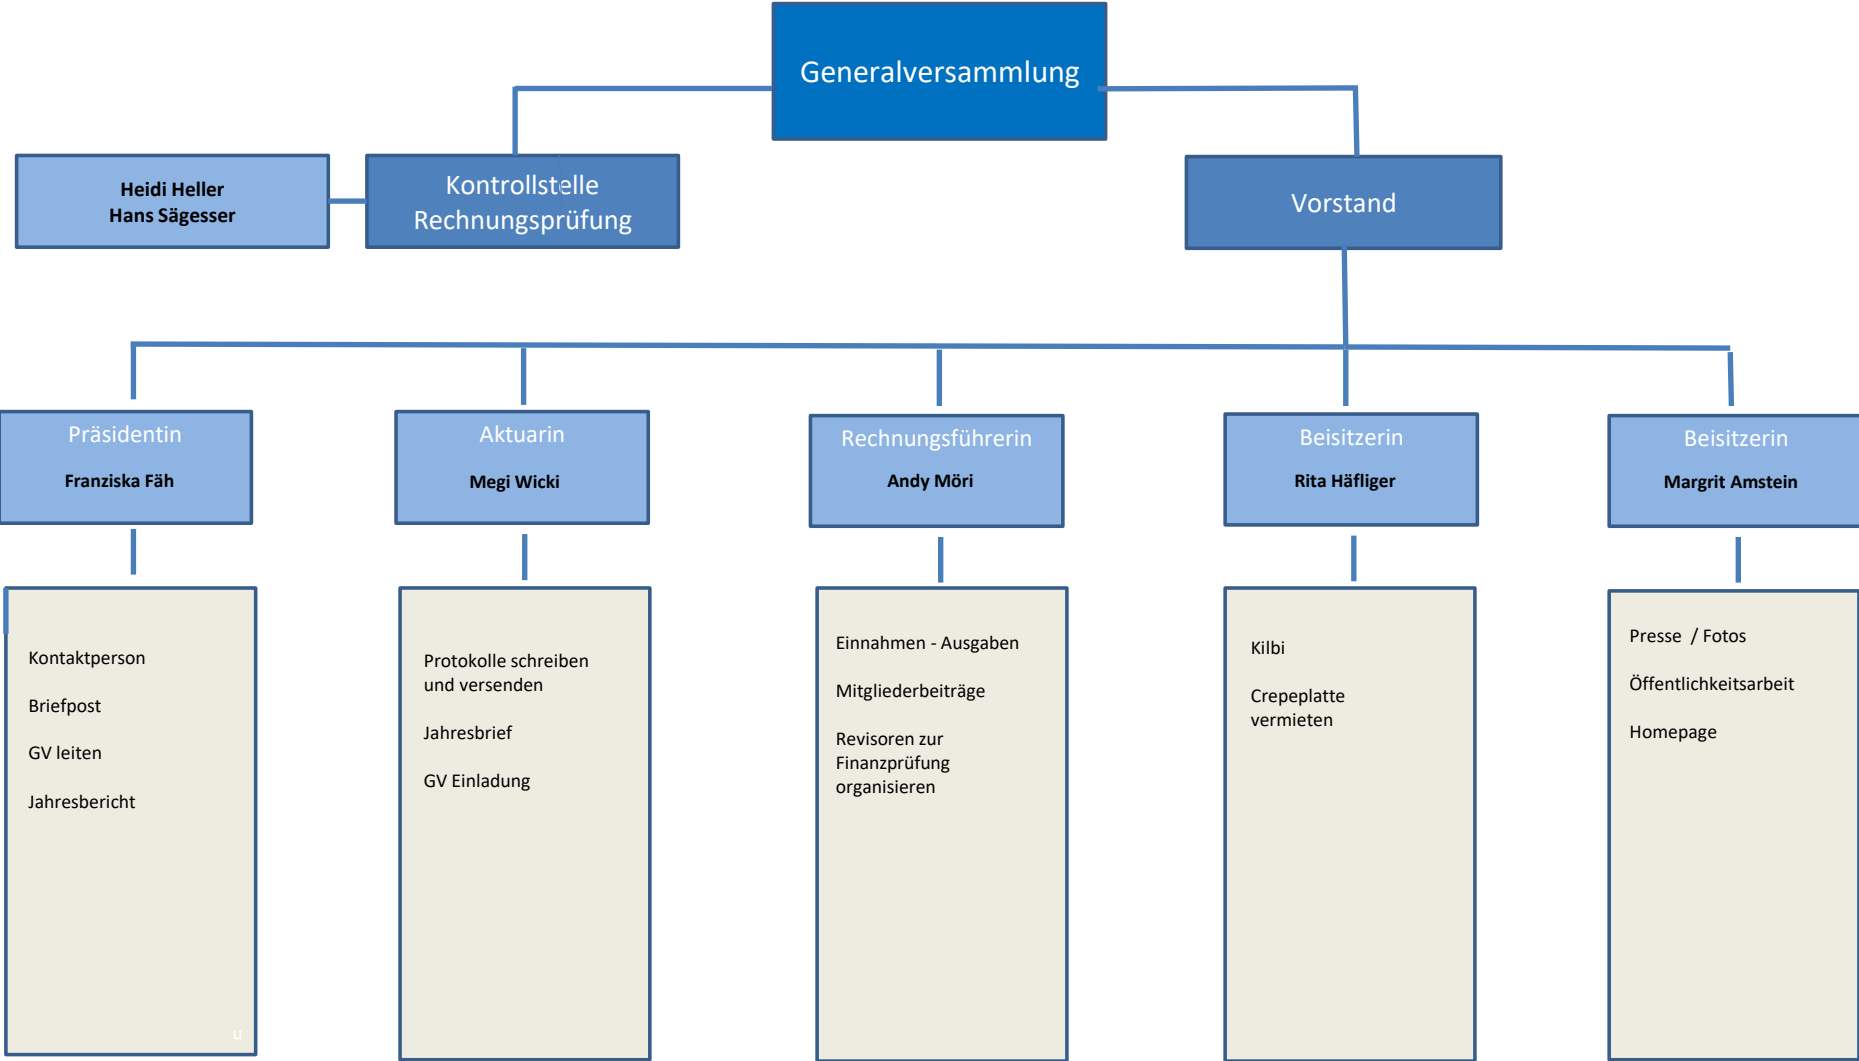 Generalversammlung
Heidi Heller
Hans Sägesser
Kontrollstelle
Rechnungsprüfung
Vorstand
Präsidentin
Franziska Fäh
Aktuarin
Megi Wicki
Rechnungsführerin
Andy Möri
Beisitzerin
Rita Häfliger
Beisitzerin
Margrit Amstein
Kontaktperson
Briefpost
GV leiten
Jahresbericht
u
Protokolle schreiben
und versenden
Jahresbrief
GV Einladung
Einnahmen - Ausgaben
Mitgliederbeiträge
Revisoren zur
Finanzprüfung
organisieren
Kilbi
Crepeplatte
vermieten
Presse / Fotos
Öffentlichkeitsarbeit
Homepage